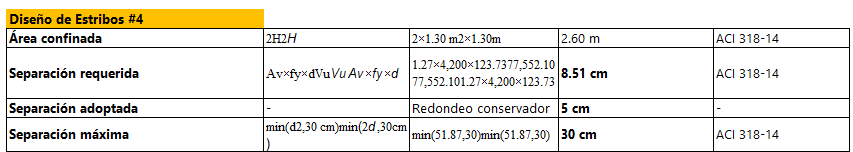 Diseño de Estribos #4
Área confinada 2H2H 2×1.30 m2×1.30m 2.60 m ACI 318-14
Separación requerida Av×fy×dVuVu Av×fy×d 1.27×4,200×123.7377,552.10
77,552.101.27×4,200×123.73 8.51 cm ACI 318-14
Separación adoptada - Redondeo conservador 5 cm -
Separación máxima min(d2,30 cm)min(2d,30cm
) min(51.87,30)min(51.87,30) 30 cm ACI 318-14